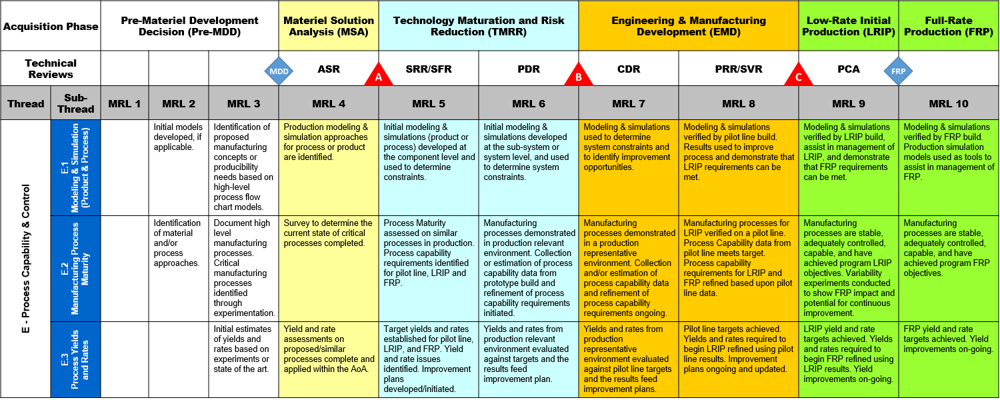 Acquisition Phase
Pre-Materiel Development
Decision (Pre-MDD)
Materiel Solution
Analysis (MSA)
Technology Maturation and Risk
Reduction (TMRR)
Engineering & Manufacturing
Development (EMD)
Low-Rate Initial
Production (LRIP)
Full-Rate
Production (FRP)
Technical
Reviews
MDD
ASR
A
SRR/SFR
PDR
B
CDR
PRR/SVR
C
PCA
FRP
Thread
Sub-
Thread
MRL 1
MRL 2
MRL 3
MRL 4
MRL 5
MRL 6
MRL 7
MRL 8
MRL 9
MRL 10
E - Process Capability & Control
E.1
Modeling & Simulation
(Product & Process)
Initial models
developed, if
applicable.
Identification of
proposed
manufacturing
concepts or
producibility
needs based on
high-level
process flow
chart models.
Production modeling &
simulation approaches
for process or product
are identified.
Initial modeling &
simulations (product or
process) developed at
the component level and
used to determine
constraints.
Initial modeling &
simulations developed
at the sub-system or
system level, and used
to determine system
constraints.
Modeling & simulations
used to determine
system constraints and
to identify improvement
opportunities.
Modeling & simulations
verified by pilot line build.
Results used to improve
process and demonstrate that
LRIP requirements can be
met.
Modeling & simulations
verified by LRIP build,
assist in management of
LRIP, and demonstrate
that FRP requirements
can be met.
Modeling & simulations
verified by FRP build.
Production simulation
models used as tools to
assist in management of
FRP.
E.2
Manufacturing Process
Maturity
Identification
of material
and/or
process
approaches.
Document high
level
manufacturing
processes.
Critical
manufacturing
processes
identified
through
experimentation.
Survey to determine the
current state of critical
processes completed.
Process Maturity
assessed on similar
processes in production.
Process capability
requirements identified
for pilot line, LRIP and
FRP.
Manufacturing
processes demonstrated
in production relevant
environment. Collection
or estimation of process
capability data from
prototype build and
refinement of process
capability requirements
initiated.
Manufacturing
processes demonstrated
in a production
representative
environment. Collection
and/or estimation of
process capability data
and refinement of
process capability
requirements ongoing.
Manufacturing processes for
LRIP verified on a pilot line.
Process Capability data from
pilot line meets target.
Process capability
requirements for LRIP and
FRP refined based upon pilot
line data.
Manufacturing
processes are stable,
adequately controlled,
capable, and have
achieved program LRIP
objectives. Variability
experiments conducted
to show FRP impact and
potential for continuous
improvement.
Manufacturing
processes are stable,
adequately controlled,
capable, and have
achieved program FRP
objectives.
E.3
Process Yields
and Rates
Initial estimates
of yields and
rates based on
experiments or
state of the art.
Yield and rate
assessments on
proposed/similar
processes complete and
applied within the AoA.
Target yields and rates
established for pilot line,
LRIP, and FRP. Yield
and rate issues
identified. Improvement
plans
developed/initiated.
Yields and rates from
production relevant
environment evaluated
against targets and the
results feed
improvement plan.
Yields and rates from
production
representative
environment evaluated
against pilot line targets
and the results feed
improvement plans.
Pilot line targets achieved.
Yields and rates required to
begin LRIP refined using pilot
line results. Improvement
plans ongoing and updated.
LRIP yield and rate
targets achieved. Yields
and rates required to
begin FRP refined using
LRIP results. Yield
improvements on-going.
FRP yield and rate
targets achieved. Yield
improvements on-going.